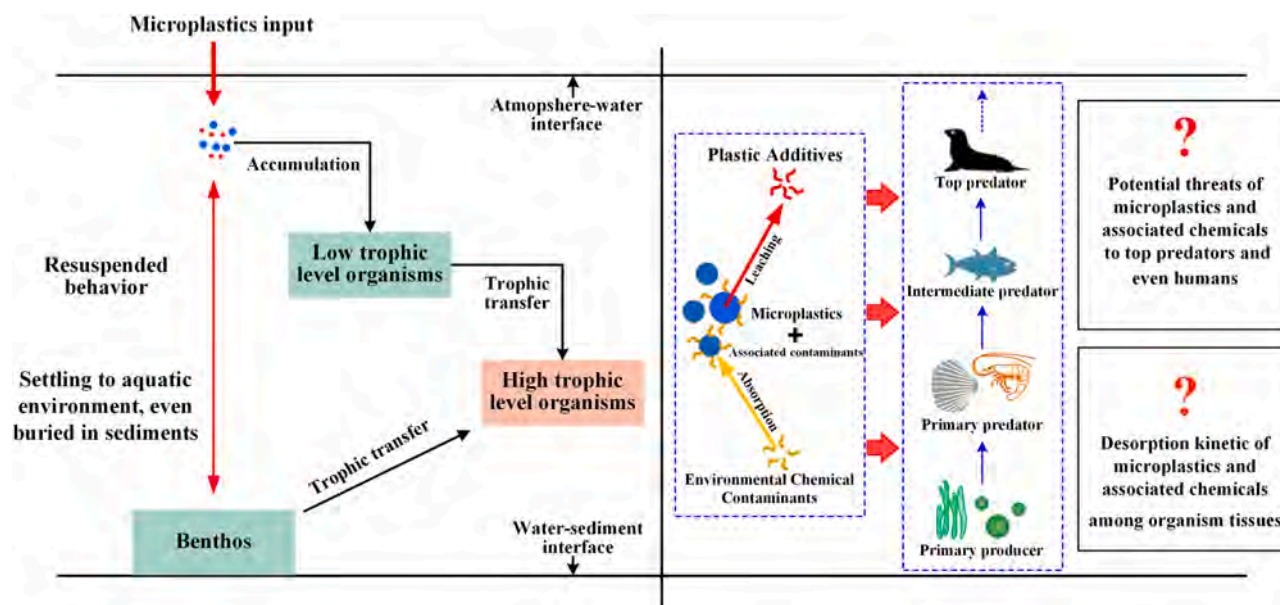 Microplastics input
Atmopshere-water
interface
Accumulation
Resuspended
behavior
Low trophic
level organisms
Trophic
transfer
Settling to aquatic
environment, even
buried in sediments
High trophic
level organisms
Trophic transfer
Benthos
Water-sediment
interface
Plastic Additives
Leaching
Microplastics
+
Associated contaminants
Absorption
Environmental Chemical
Contaminants
Top predator
Intermediate predator
Primary predator
Primary producer
?
Potential threats of
microplastics and
associated chemicals
to top predators and
even humans
?
Desorption kinetic of
microplastics and
associated chemicals
among organism tissues